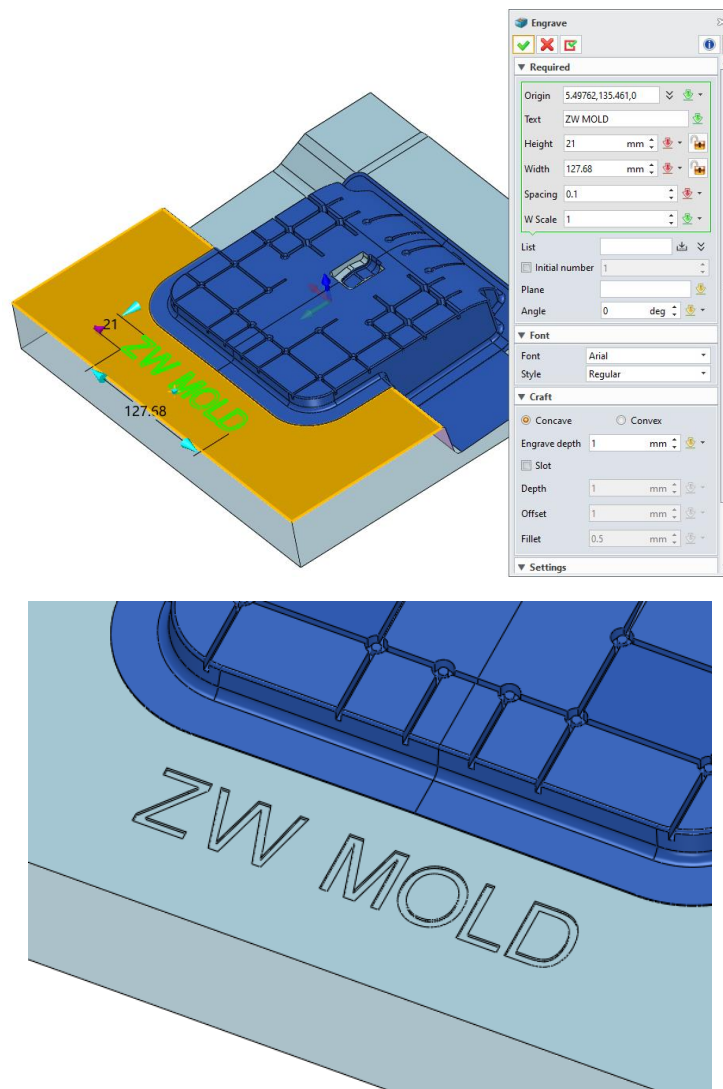 Engrave
Required
Origin 5.49762,135.461,0
Text ZW MOLD
Height 21 mm
Width 127.68 mm
Spacing 0.1
W Scale 1
List
Initial number 1
Plane
Angle 0 deg
Font
Font Arial
Style Regular
Craft
Concave Convex
Engrave depth 1 mm
Slot
Depth 1 mm
Offset 1 mm
Fillet 0.5 mm
Settings
21
ZW MOLD
127.68
ZW MOLD